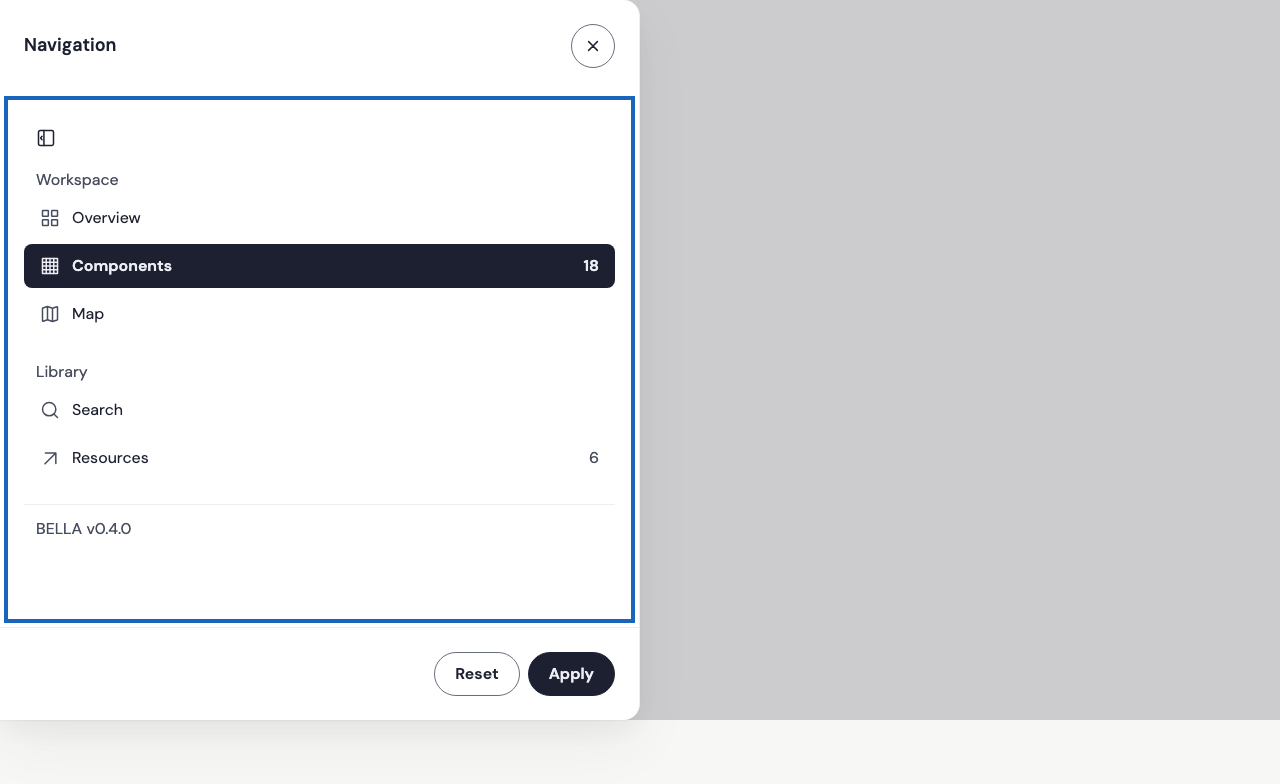 Navigation
Workspace
Overview
Components 18
Map
Library
Search
Resources 6
BELLA v0.4.0
Reset Apply